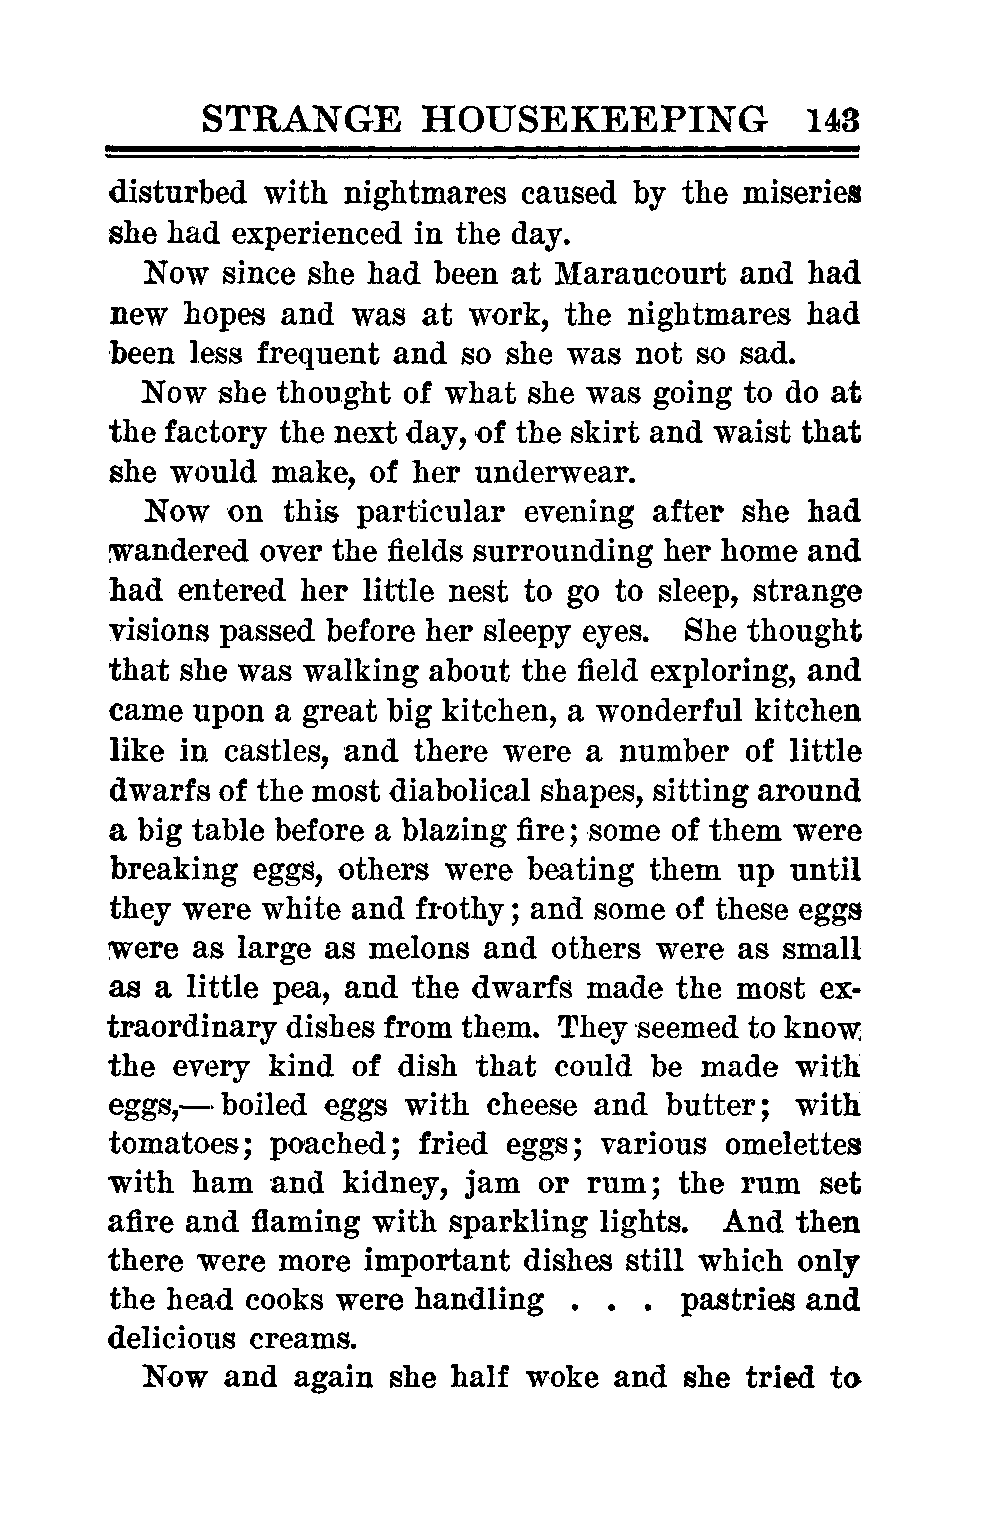 STRANGE HOUSEKEEPING 143
disturbed with nightmares caused by the miseries
she had experienced in the day.
Now since she had been at Maraucourt and had
new hopes and was at work, the nightmares had
been less frequent and so she was not so sad.
Now she thought of what she was going to do at
the factory the next day, of the skirt and waist that
she would make, of her underwear.
Now on this particular evening after she had
wandered over the fields surrounding her home and
had entered her little nest to go to sleep, strange
visions passed before her sleepy eyes. She thought
that she was walking about the field exploring, and
came upon a great big kitchen, a wonderful kitchen
like in castles, and there were a number of little
dwarfs of the most diabolical shapes, sitting around
a big table before a blazing fire; some of them were
breaking eggs, others were beating them up until
they were white and frothy; and some of these eggs
were as large as melons and others were as small
as a little pea, and the dwarfs made the most ex-
traordinary dishes from them. They seemed to know
the every kind of dish that could be made with
eggs,—boiled eggs with cheese and butter; with
tomatoes; poached; fried eggs; various omelettes
with ham and kidney, jam or rum; the rum set
afire and flaming with sparkling lights. And then
there were more important dishes still which only
the head cooks were handling . . . pastries and
delicious creams.
Now and again she half woke and she tried to